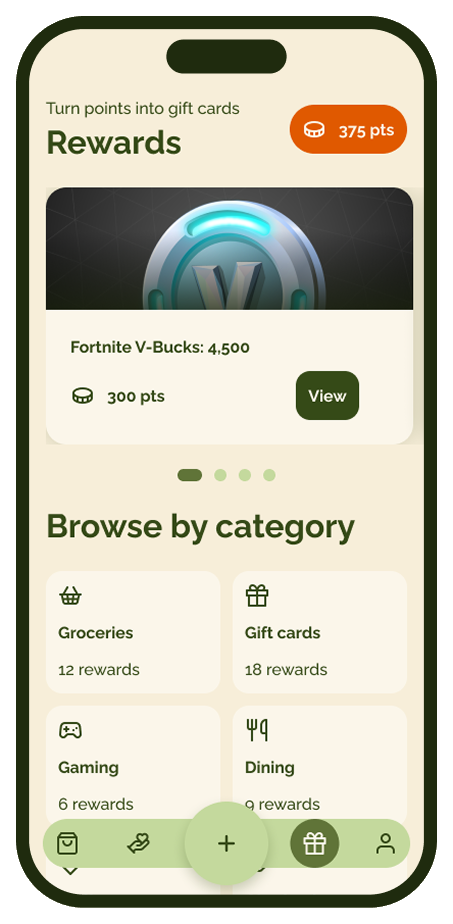 Turn points into gift cards
Rewards
375 pts
V
Fortnite V-Bucks: 4,500
300 pts
View
Browse by category
Groceries
12 rewards
Gift cards
18 rewards
Gaming
6 rewards
Dining
9 rewards